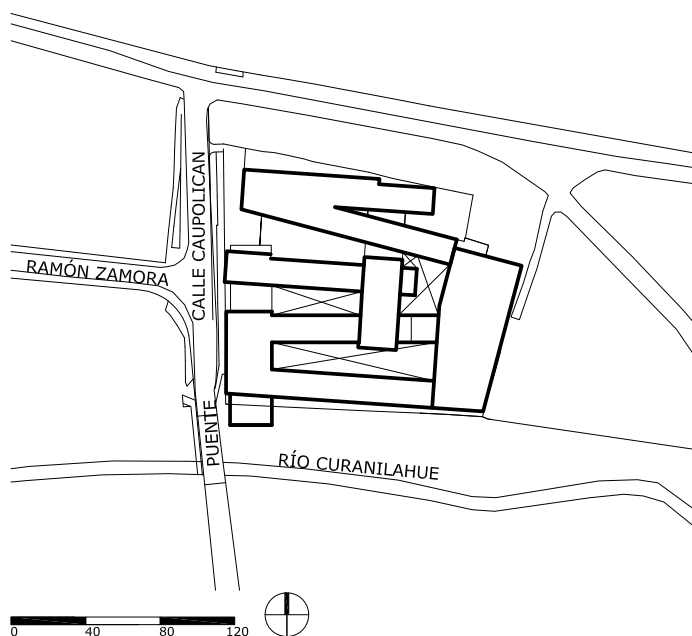 CALLE CAUPOLICAN
RAMÓN ZAMORA
PUENTE
RÍO CURANILAHUE
0 40 80 120